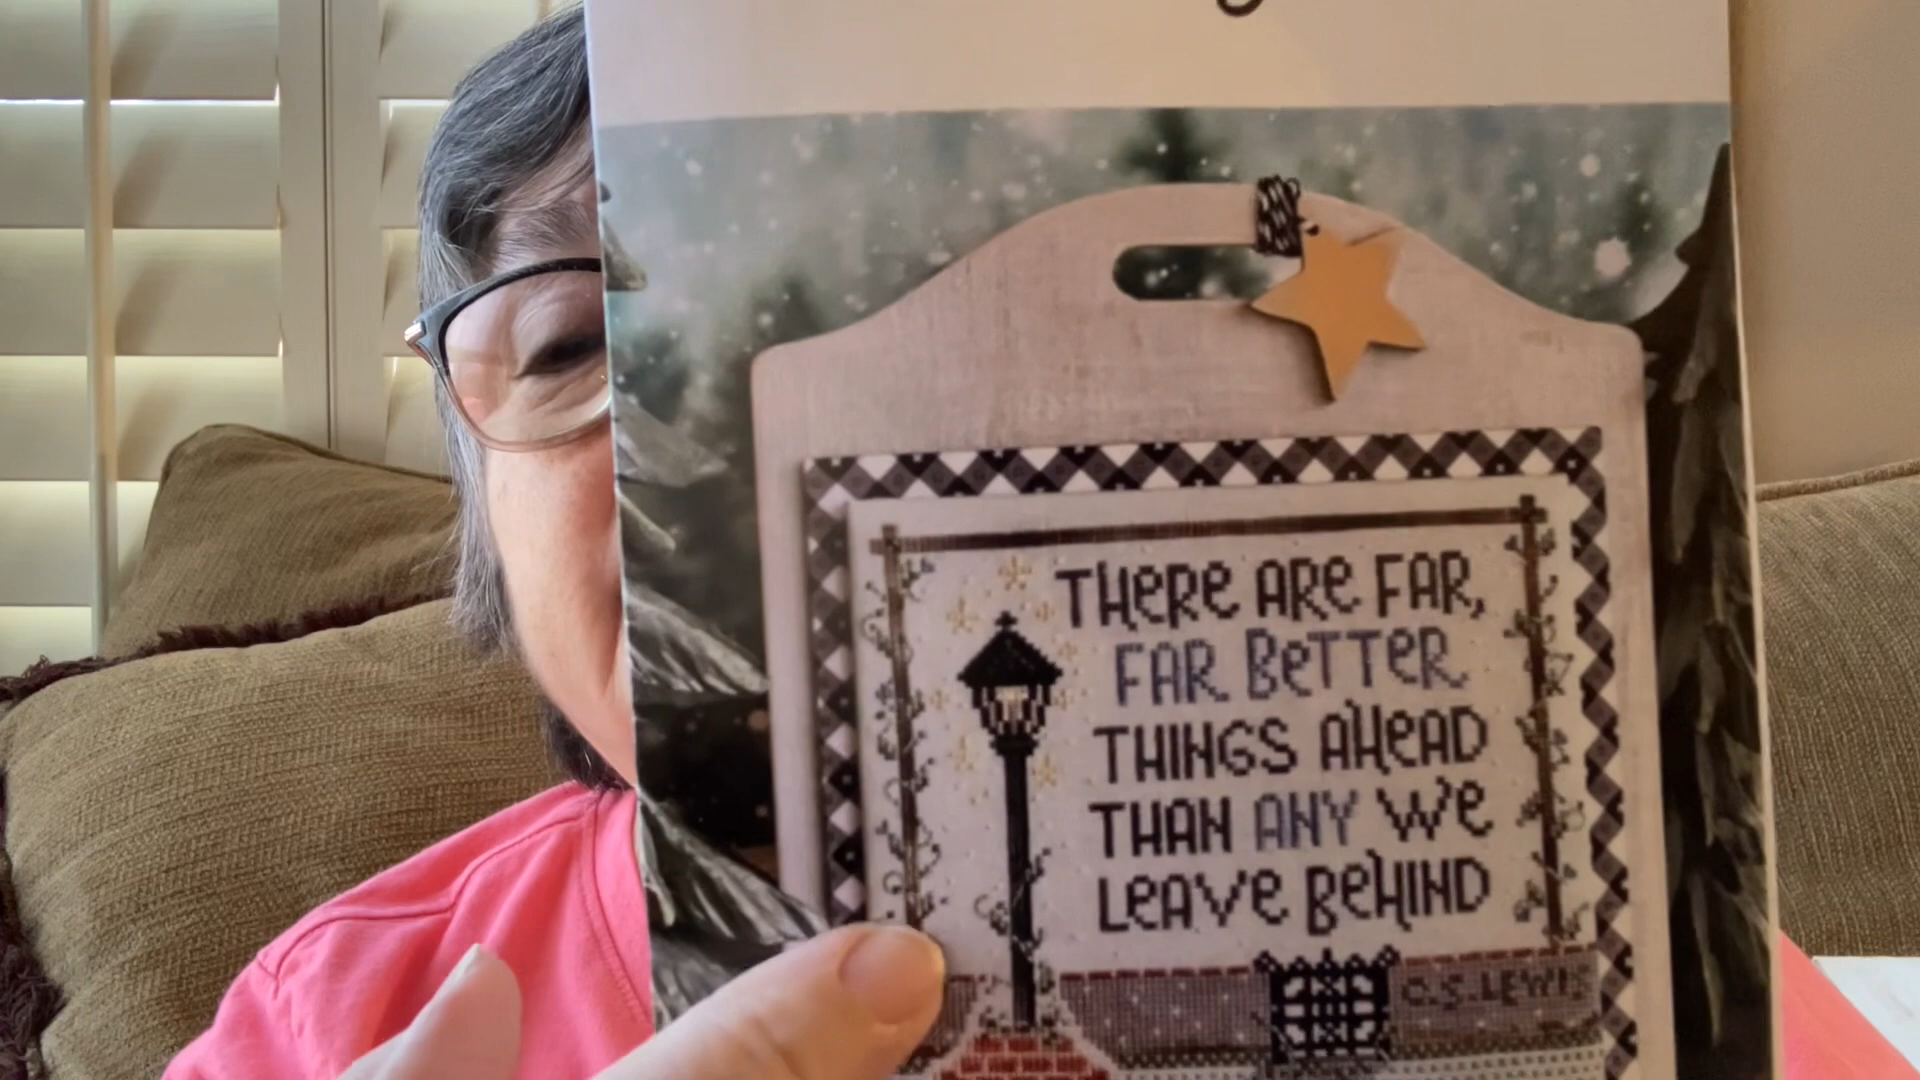 THERE ARE FAR,
FAR BETTER
THINGS AHEAD
THAN ANY WE
LEAVE BEHIND
C.S. LEWIS